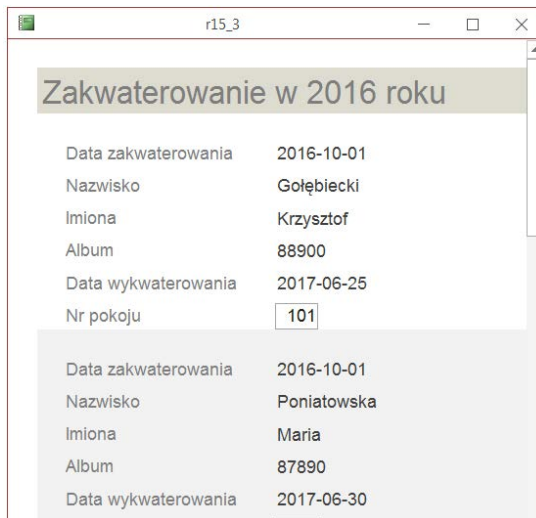 r15_3
Zakwaterowanie w 2016 roku
Data zakwaterowania 2016-10-01
Nazwisko Gołębiecki
Imiona Krzysztof
Album 88900
Data wykwaterowania 2017-06-25
Nr pokoju 101
Data zakwaterowania 2016-10-01
Nazwisko Poniatowska
Imiona Maria
Album 87890
Data wykwaterowania 2017-06-30